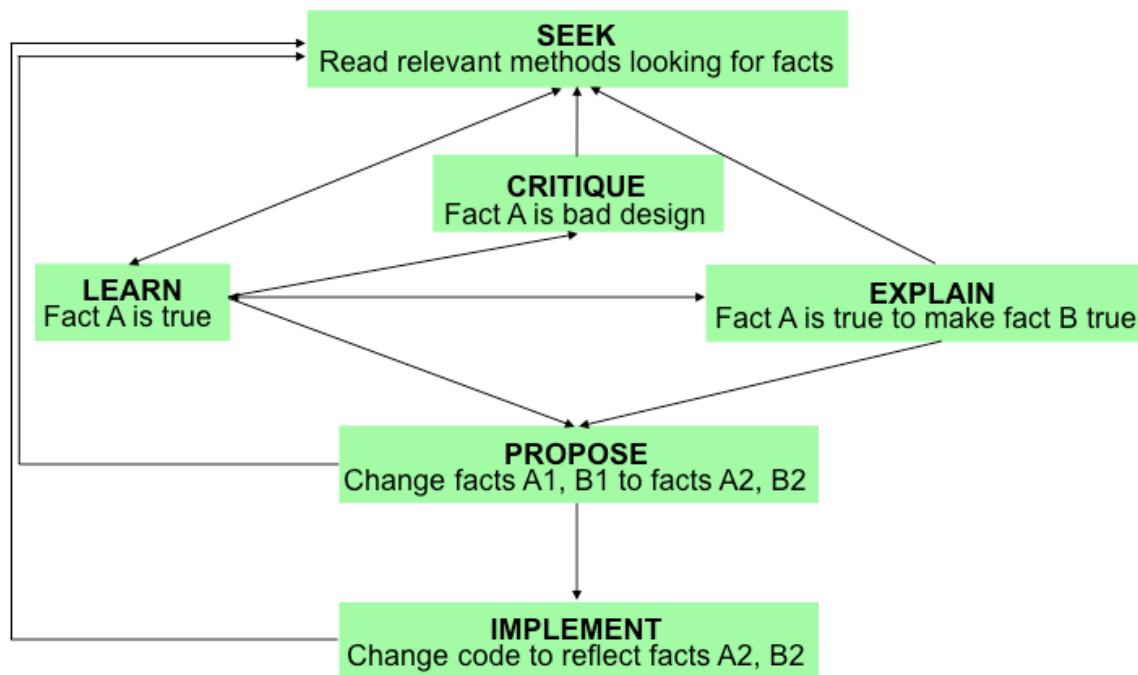 SEEK
Read relevant methods looking for facts
CRITIQUE
Fact A is bad design
LEARN
Fact A is true
EXPLAIN
Fact A is true to make fact B true
PROPOSE
Change facts A1, B1 to facts A2, B2
IMPLEMENT
Change code to reflect facts A2, B2